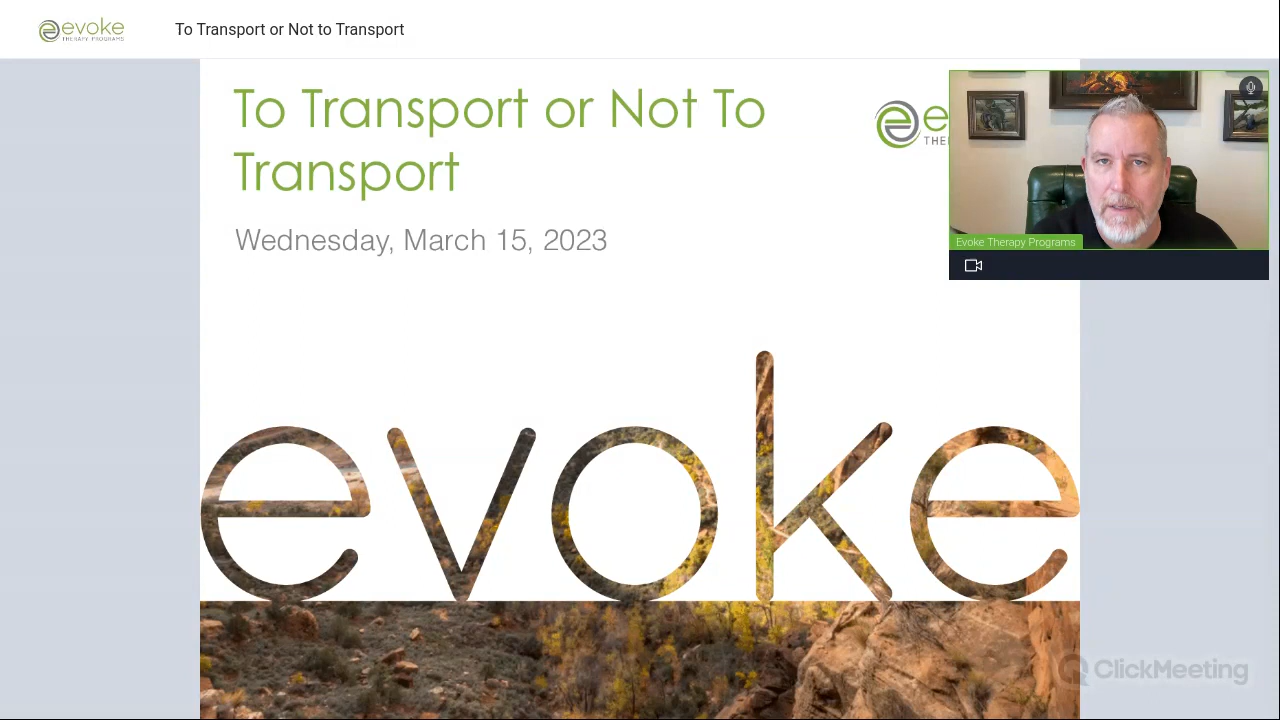 evoke
THERAPY PROGRAMS
To Transport or Not to Transport
To Transport or Not To
Transport
e
THE
Wednesday, March 15, 2023
Evoke Therapy Programs
evoke
ClickMeeting